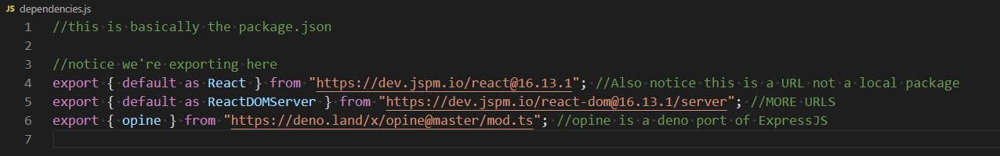 JS dependencies.js
1 //this is basically the package.json
2
3 //notice we're exporting here
4 export { default as React } from "https://dev.jspm.io/react@16.13.1"; //Also notice this is a URL not a local package
5 export { default as ReactDOMServer } from "https://dev.jspm.io/react-dom@16.13.1/server"; //MORE URLS
6 export { opine } from "https://deno.land/x/opine@master/mod.ts"; //opine is a deno port of ExpressJS
7